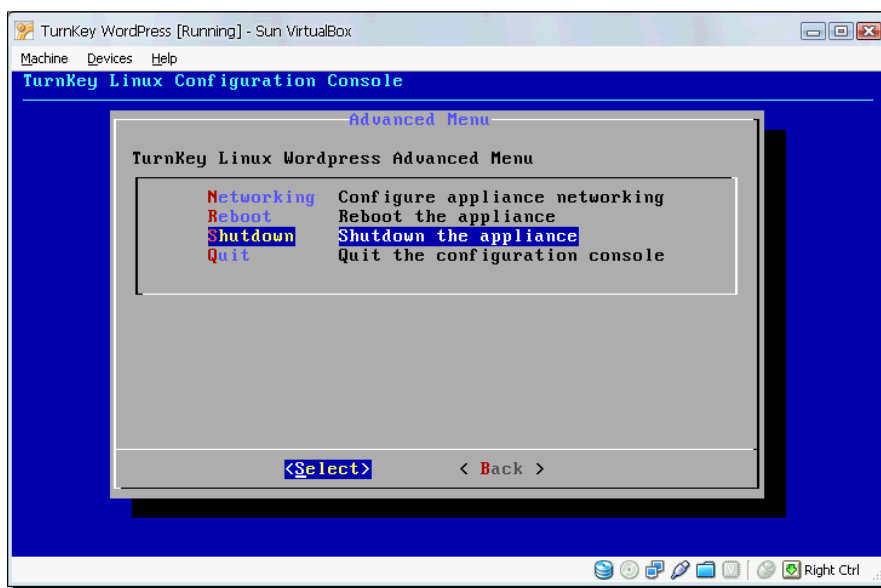 TurnKey WordPress [Running] - Sun VirtualBox
Machine Devices Help
TurnKey Linux Configuration Console
Advanced Menu
TurnKey Linux Wordpress Advanced Menu
Networking Configure appliance networking
Reboot Reboot the appliance
Shutdown Shutdown the appliance
Quit Quit the configuration console
<Select> < Back >
Right Ctrl